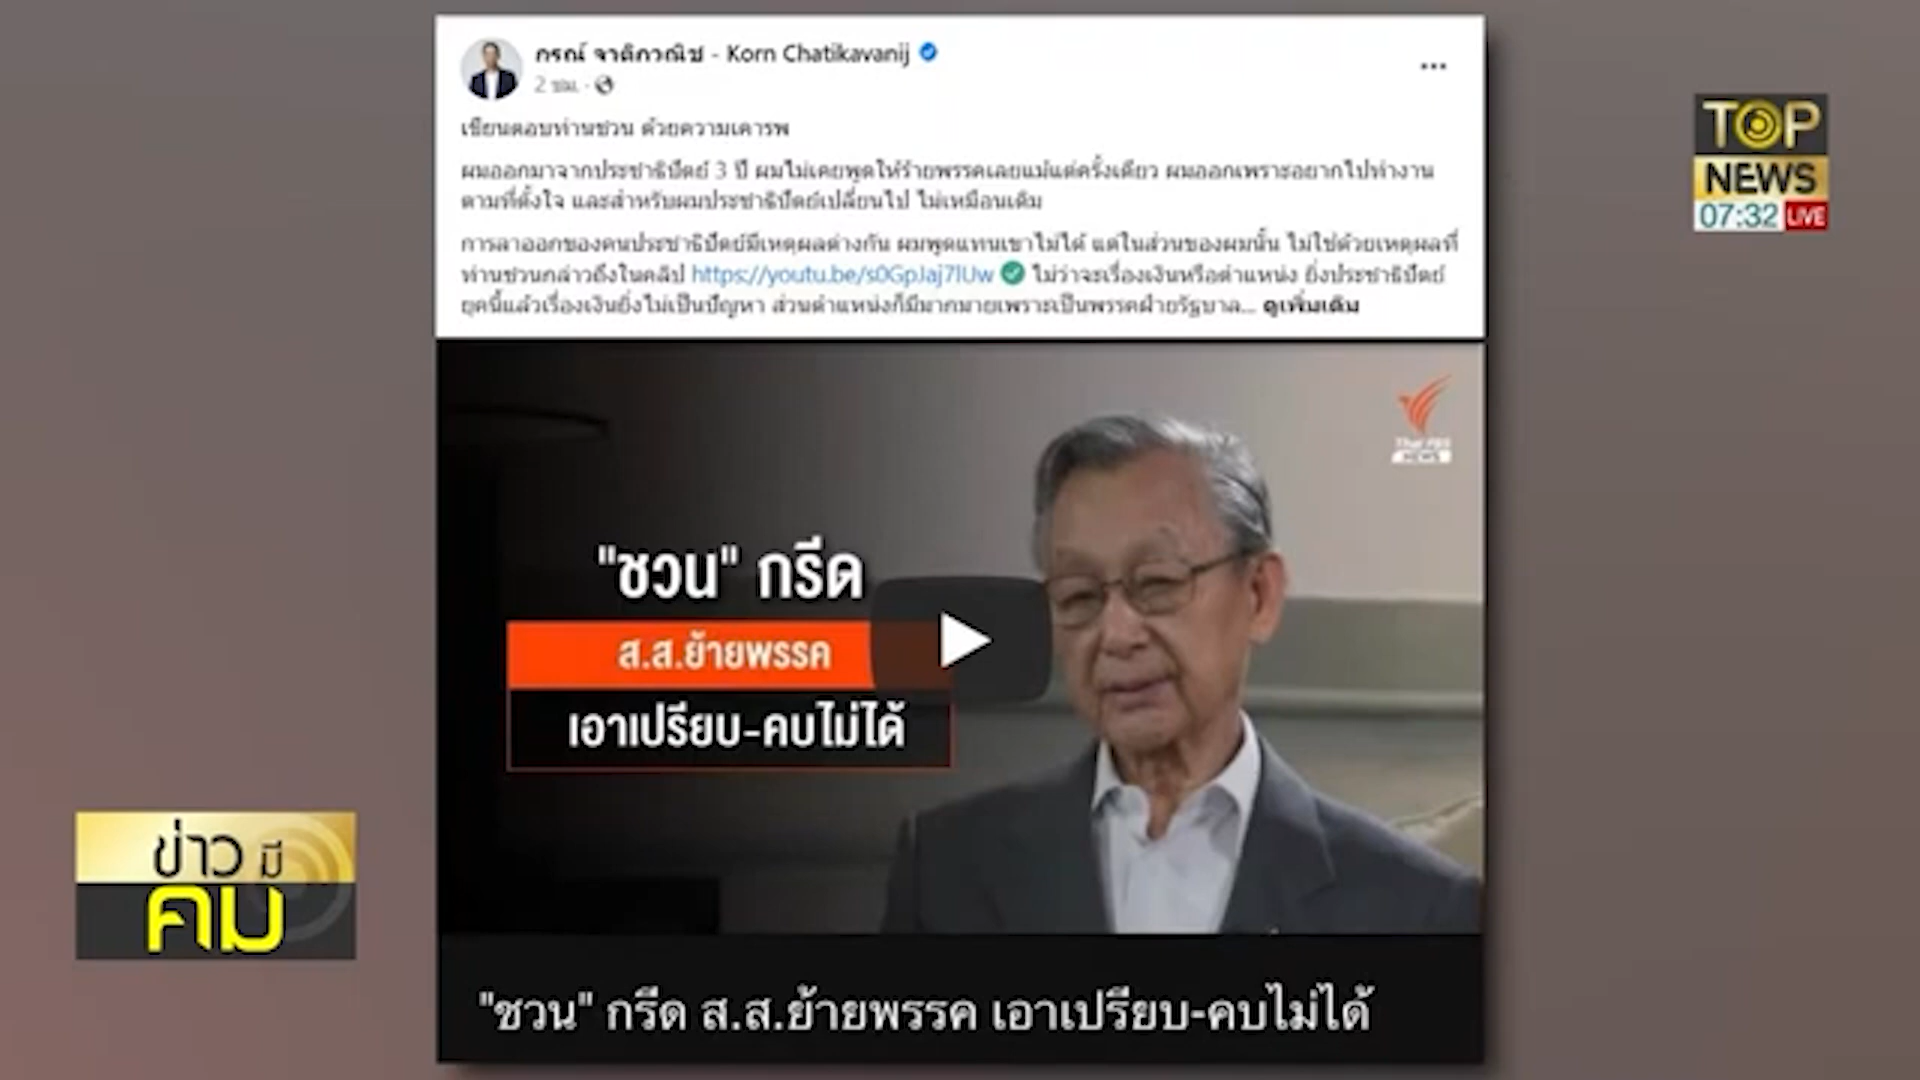 กรณ์ จาติกวณิช - Korn Chatikavanij
2 ชม.
เขียนตอบท่านชวน ด้วยความเคารพ
ผมออกมาจากประชาธิปัตย์ 3 ปี ผมไม่เคยพูดให้ร้ายพรรคเลยแม้แต่ครั้งเดียว ผมออกเพราะอยากไปทำงาน
ตามที่ตั้งใจ และสำหรับผมประชาธิปัตย์เปลี่ยนไป ไม่เหมือนเดิม
การลาออกของคนประชาธิปัตย์มีเหตุผลต่างกัน ผมพูดแทนเขาไม่ได้ แต่ในส่วนของผมนั้น ไม่ใช่ด้วยเหตุผลที่
ท่านชวนกล่าวถึงในคลิป https://youtu.be/s0GpJaj7lUw ไม่ว่าจะเรื่องเงินหรือตำแหน่ง ยิ่งประชาธิปัตย์
ยุคนี้แล้วเรื่องเงินยิ่งไม่เป็นปัญหา ส่วนตำแหน่งก็มีมากมายเพราะเป็นพรรคฝ่ายรัฐบาล... ดูเพิ่มเติม
TOP
NEWS
07:32 LIVE
Thai PBS
NEWS
"ชวน" กรีด
ส.ส.ย้ายพรรค
เอาเปรียบ-คบไม่ได้
ข่าวมี
คม
"ชวน" กรีด ส.ส.ย้ายพรรค เอาเปรียบ-คบไม่ได้